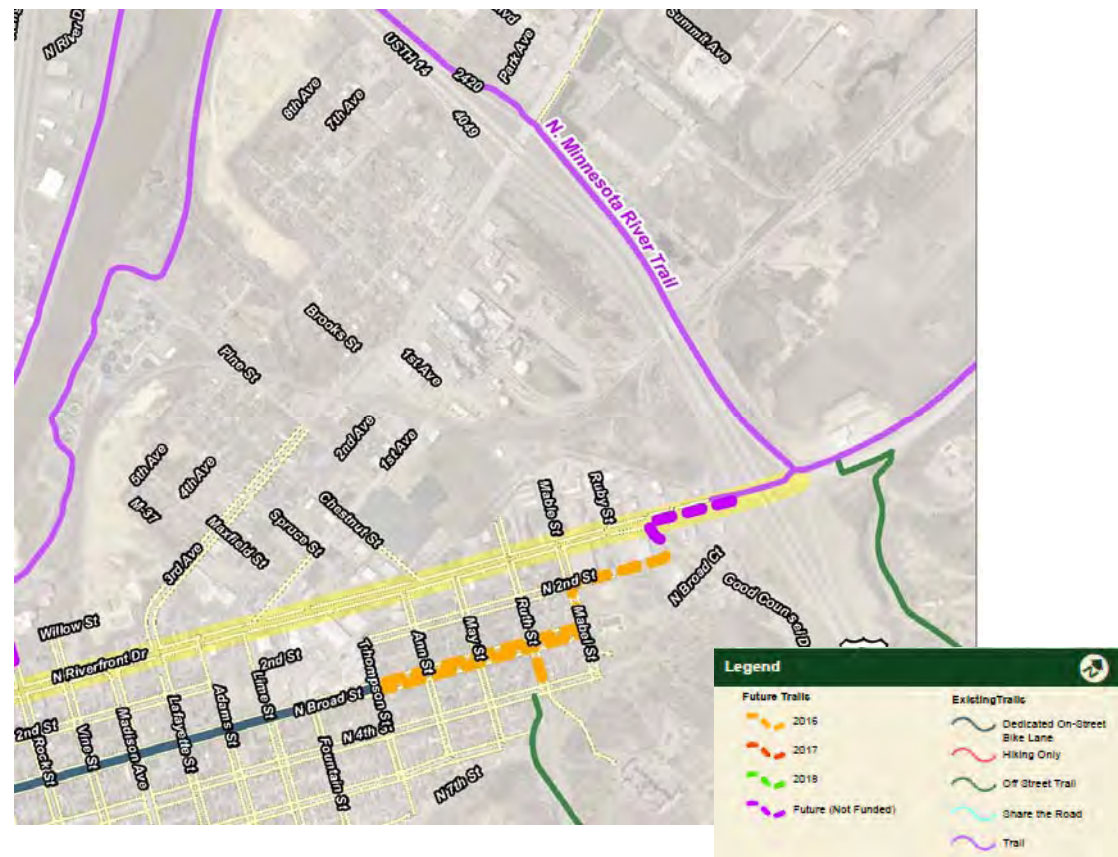 N River D
lvd
Park Ave
Summit Ave
USTH 14
2420
4049
6th Ave
7th Ave
N. Minnesota River Trail
Brooks St
1st Ave
Pine St
2nd Ave
1st Ave
5th Ave
4th Ave
M-37
Maxfield St
Spruce St
Chestnut St
3rd Ave
Mable St
Ruby St
N 2nd St
N Broad Ct
Good Counsel D
Willow St
N Riverfront Dr
2nd St
Thompson St
Ann St
May St
Ruth St
Mabel St
2nd St
Rock St
Vine St
Madison Ave
Lafayette St
Adams St
Lime St
N Broad St
N 4th St
Fountain St
N 7th St
Legend
Future Trails
2016
2017
2018
Future (Not Funded)
ExistingTrails
Dedicated On-Street
Bike Lane
Hiking Only
Off Street Trail
Share the Road
Trail